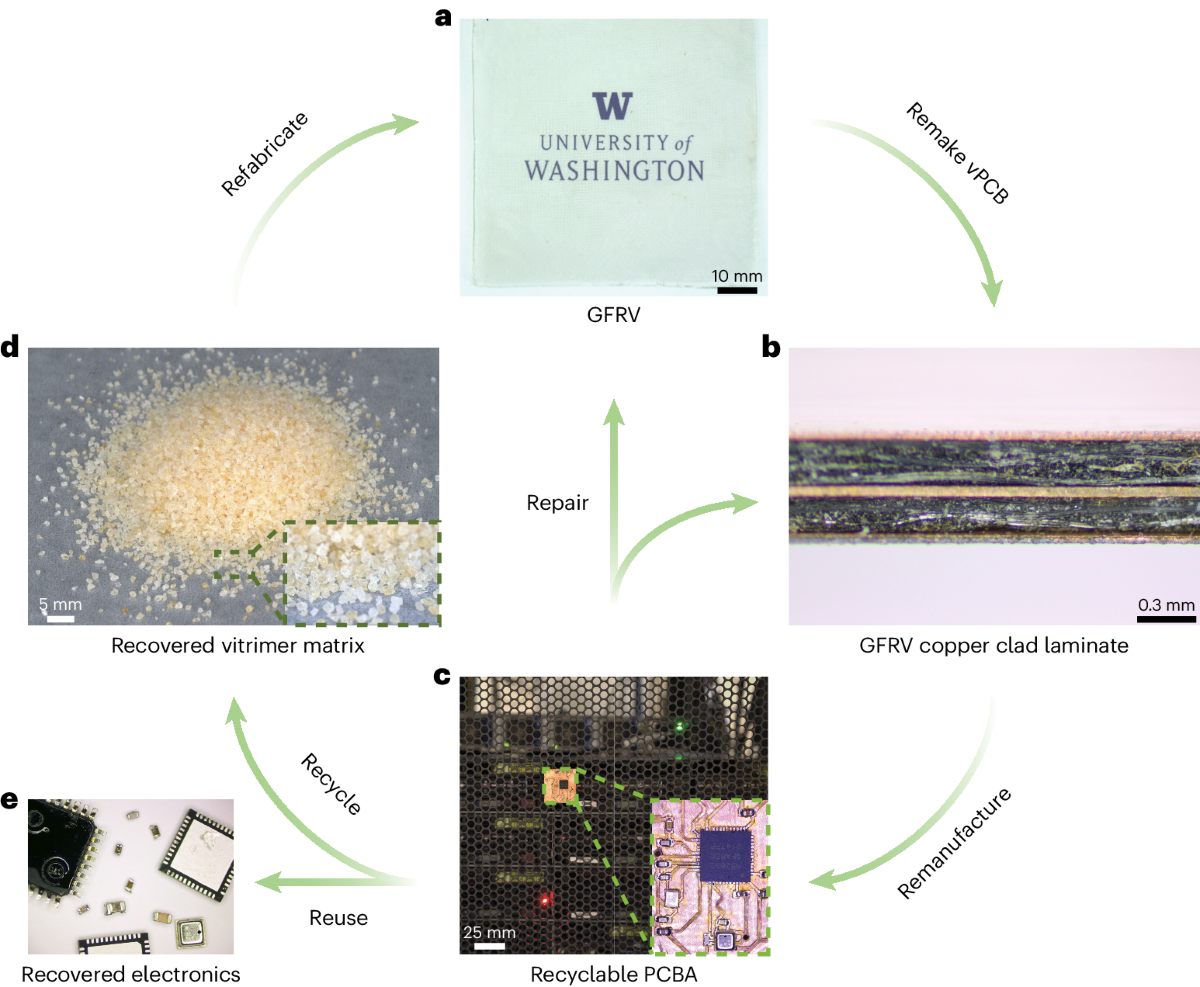 a
W
UNIVERSITY of
WASHINGTON
10 mm
GFRV
Refabricate
Remake vPCB
d
5 mm
Recovered vitrimer matrix
b
0.3 mm
GFRV copper clad laminate
Repair
c
25 mm
Recyclable PCBA
Recycle
Reuse
Remanufacture
e
Recovered electronics